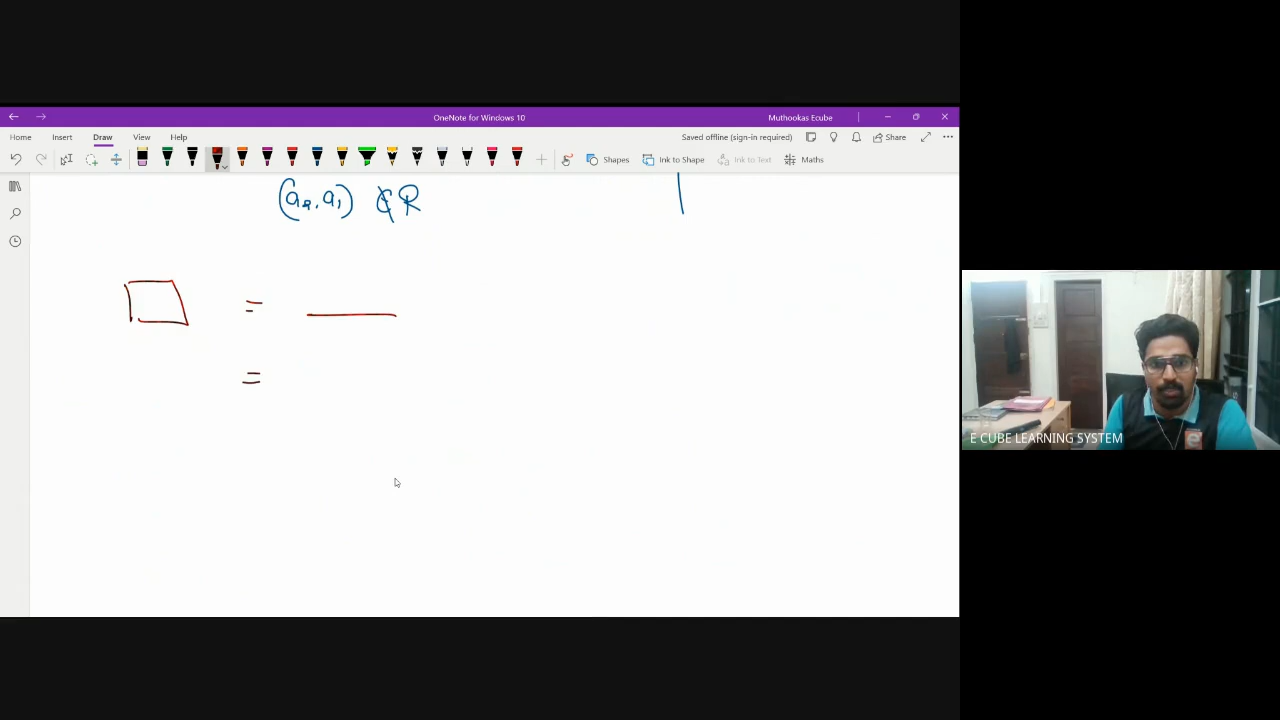 OneNote for Windows 10
Muthookas Ecube
Home Insert Draw View Help
Saved offline (sign-in required)
Share
Shapes
Ink to Shape
Ink to Text
Maths
(a₂, a₁) ∉ R
=
=
E CUBE LEARNING SYSTEM